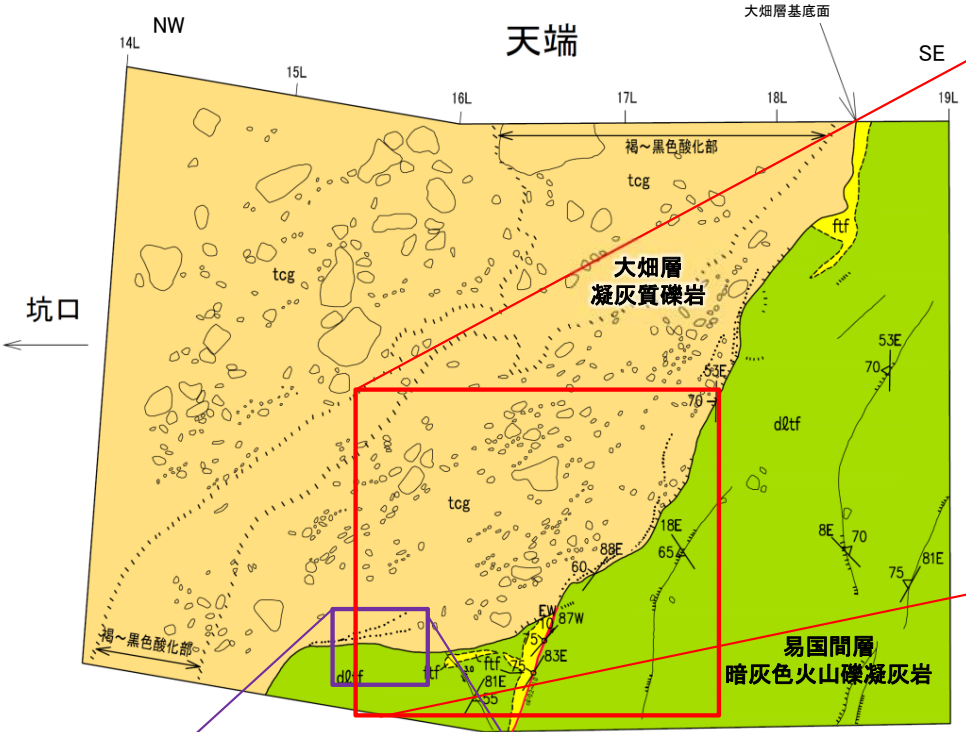 大畑層基底面
NW
天端
SE
14L
15L
16L
17L
18L
19L
褐~黒色酸化部
tcg
ftf
tcg
大畑層
凝灰質礫岩
坑口
53E
70
53E
70
dℓtf
tcg
18E
65
8E
70
88E
60
81E
75
EW
10
87W
75
83E
褐~黒色酸化部
易国間層
暗灰色火山礫凝灰岩
dℓtf
ftf
ftf
75
3.0
81E
55